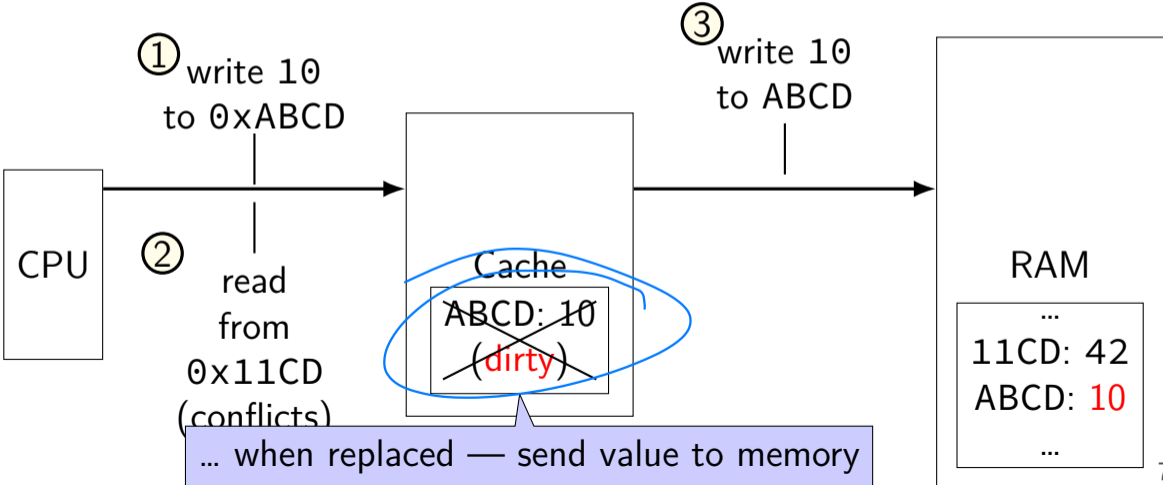 ①
write 10
to 0xABCD
③
write 10
to ABCD
CPU
②
read
from
0x11CD
(conflicts)
Cache
ABCD: 10
(dirty)
RAM
...
11CD: 42
ABCD: 10
...
... when replaced — send value to memory